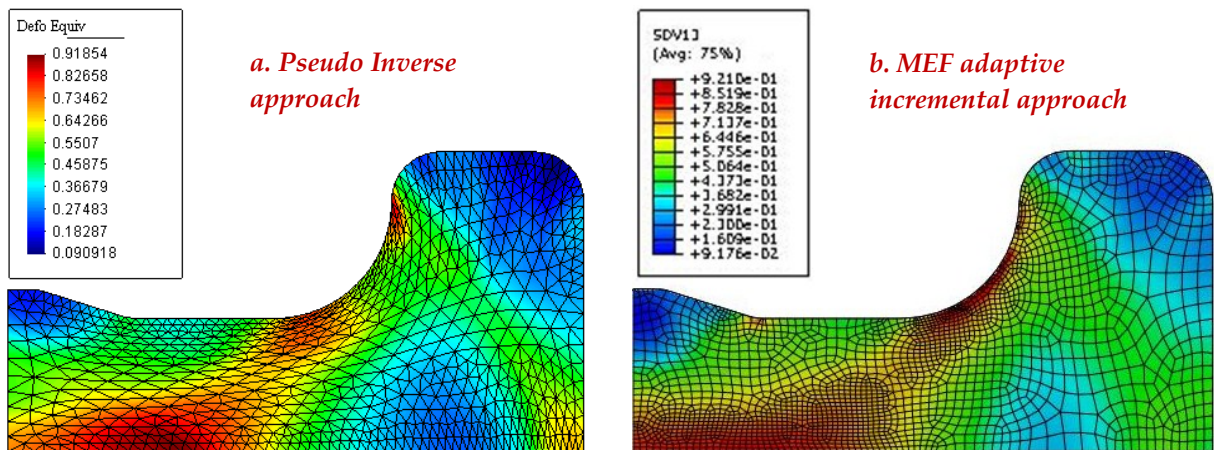 Defo Equiv
0.91854
0.82658
0.73462
0.64266
0.5507
0.45875
0.36679
0.27483
0.18287
0.090918
a. Pseudo Inverse
approach
SDV13
(Avg: 75%)
+9.210e-01
+8.519e-01
+7.828e-01
+7.137e-01
+6.446e-01
+5.755e-01
+5.064e-01
+4.373e-01
+3.682e-01
+2.991e-01
+2.300e-01
+1.609e-01
+9.176e-02
b. MEF adaptive
incremental approach